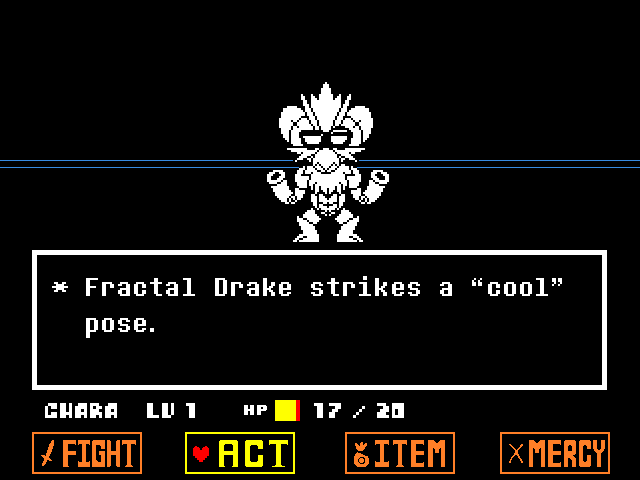 * Fractal Drake strikes a “cool”
pose.
CHARA LV 1 HP 17 / 20
FIGHT ACT ITEM MERCY